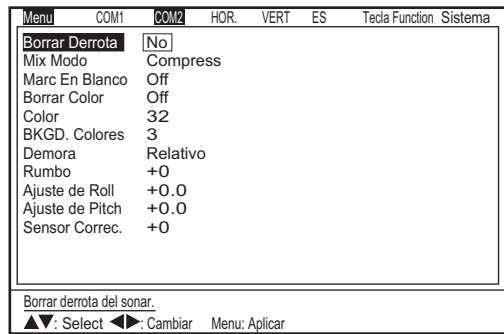 Menu COM1 COM2 HOR. VERT ES Tecla Function Sistema
Borrar Derrota No
Mix Modo Compress
Marc En Blanco Off
Borrar Color Off
Color 32
BKGD. Colores 3
Demora Relativo
Rumbo +0
Ajuste de Roll +0.0
Ajuste de Pitch +0.0
Sensor Correc. +0
Borrar derrota del sonar.
▲▼: Select ◀▶: Cambiar Menu: Aplicar